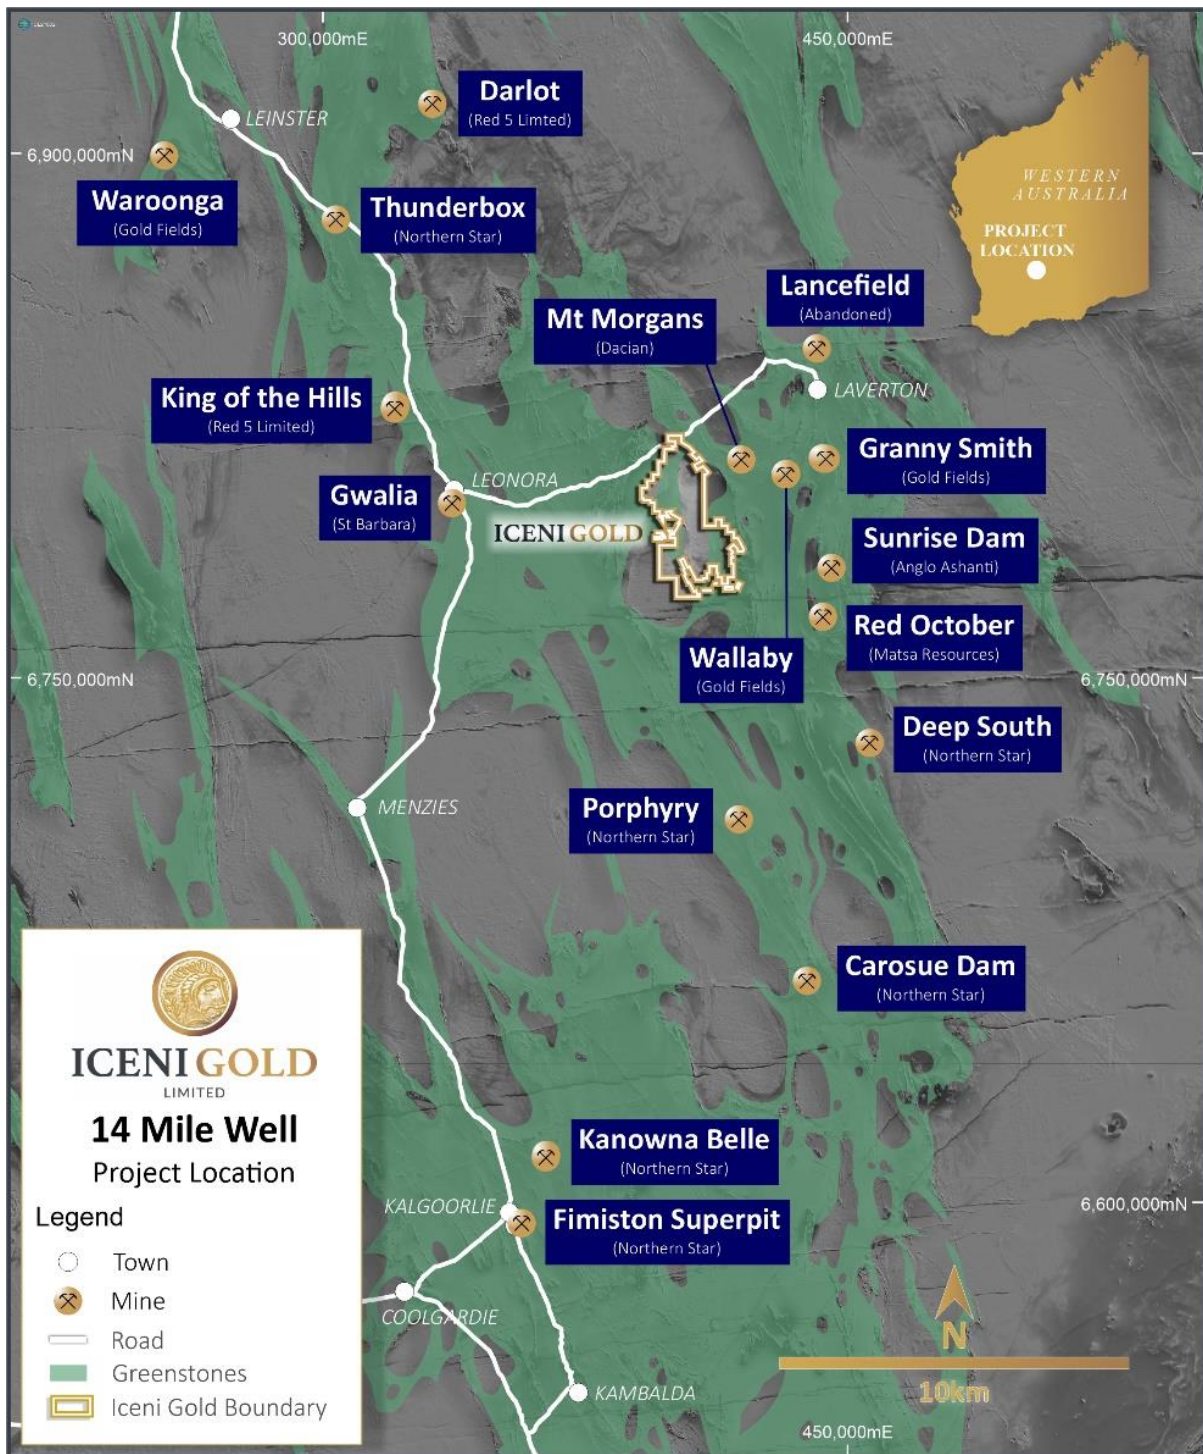 300,000mE
450,000mE
Darlot
(Red 5 Limted)
LEINSTER
6,900,000mN
Waroonga
(Gold Fields)
Thunderbox
(Northern Star)
WESTERN
AUSTRALIA
PROJECT
LOCATION
Lancefield
(Abandoned)
Mt Morgans
(Dacian)
LAVERTON
King of the Hills
(Red 5 Limited)
Granny Smith
(Gold Fields)
LEONORA
Gwalia
(St Barbara)
ICENI GOLD
Sunrise Dam
(Anglo Ashanti)
Red October
(Matsa Resources)
Wallaby
(Gold Fields)
6,750,000mN
6,750,000mN
Deep South
(Northern Star)
MENZIES
Porphyry
(Northern Star)
Carosue Dam
(Northern Star)
ICENI GOLD
LIMITED
14 Mile Well
Project Location
Legend
Town
Mine
Road
Greenstones
Iceni Gold Boundary
Kanowna Belle
(Northern Star)
KALGOORLIE
6,600,000mN
Fimiston Superpit
(Northern Star)
COOLGARDIE
N
10km
KAMBALDA
450,000mE